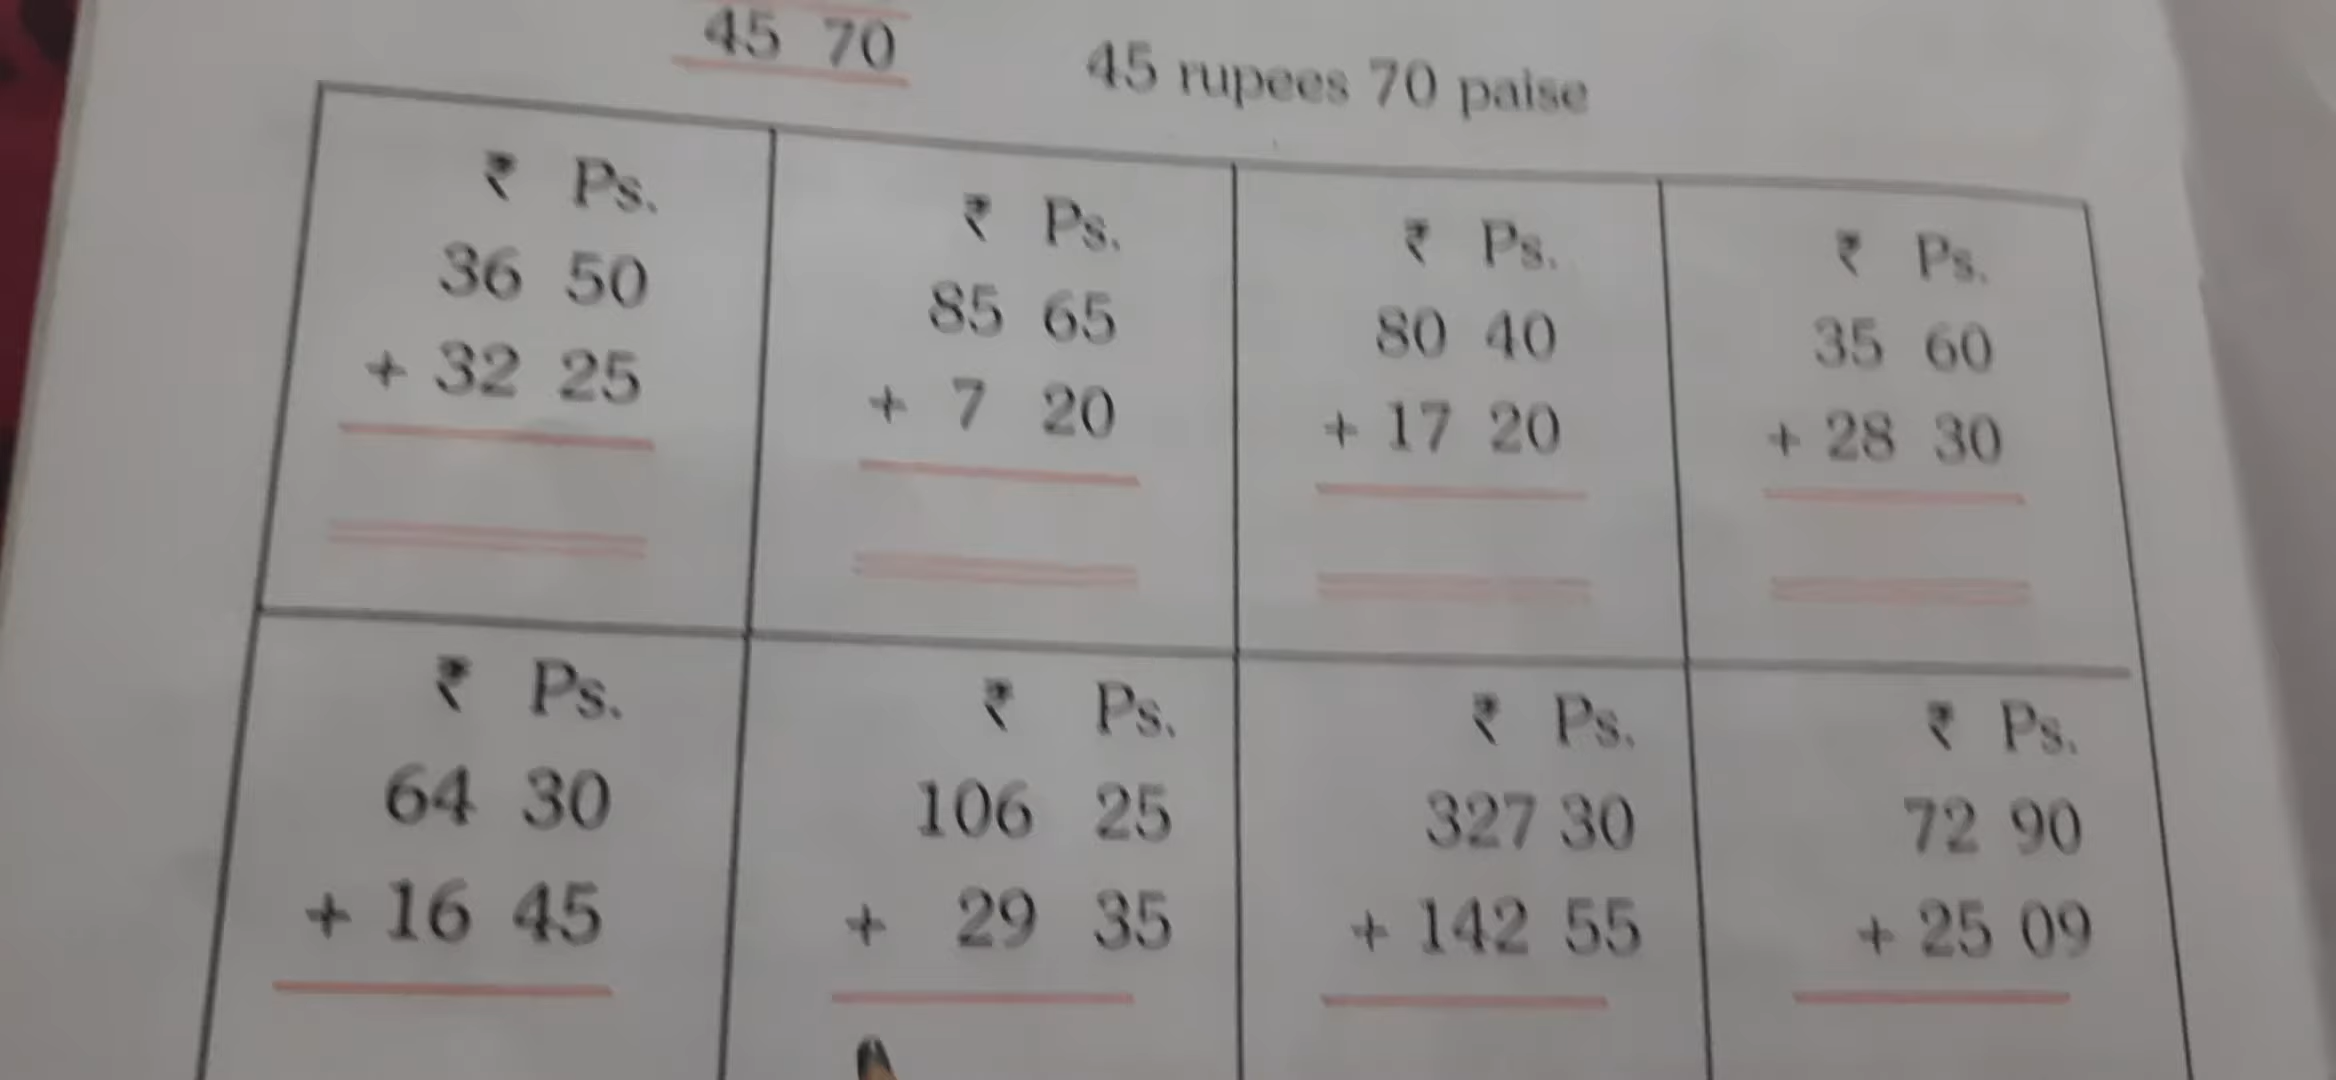 45 70
45 rupees 70 paise
₹ Ps.
36 50
+ 32 25
₹ Ps.
85 65
+ 7 20
₹ Ps.
80 40
+ 17 20
₹ Ps.
35 60
+ 28 30
₹ Ps.
64 30
+ 16 45
₹ Ps.
106 25
+ 29 35
₹ Ps.
327 30
+ 142 55
₹ Ps.
72 90
+ 25 09